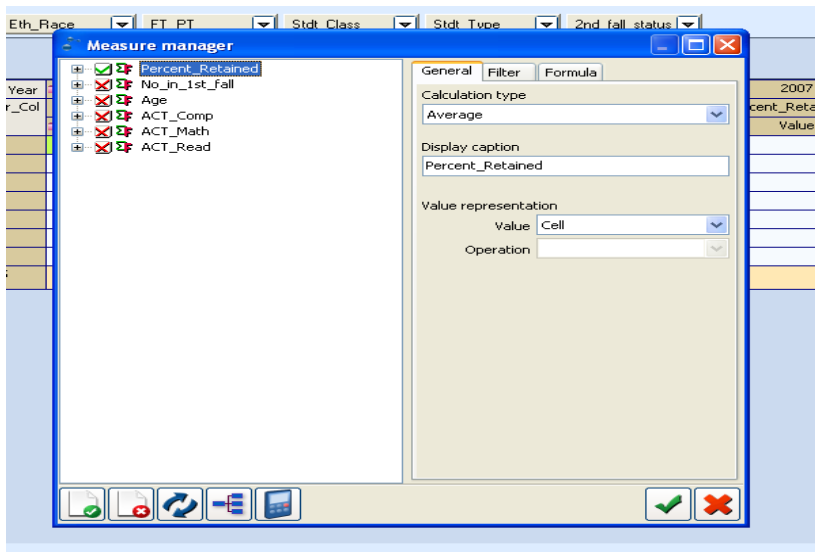 Eth_Race FT_PT Stdt_Class Stdt_Type 2nd_fall_status
Measure manager
Percent_Retained
No_in_1st_fall
Age
ACT_Comp
ACT_Math
ACT_Read
General Filter Formula
Calculation type
Average
Display caption
Percent_Retained
Value representation
Value Cell
Operation
Year
r_Col
2007
cent_Reta
Value